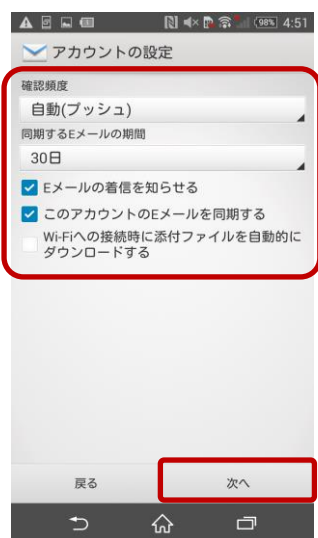 98% 4:51
アカウントの設定
確認頻度
自動(プッシュ)
同期するEメールの期間
30日
Eメールの着信を知らせる
このアカウントのEメールを同期する
Wi-Fiへの接続時に添付ファイルを自動的に
ダウンロードする
戻る 次へ